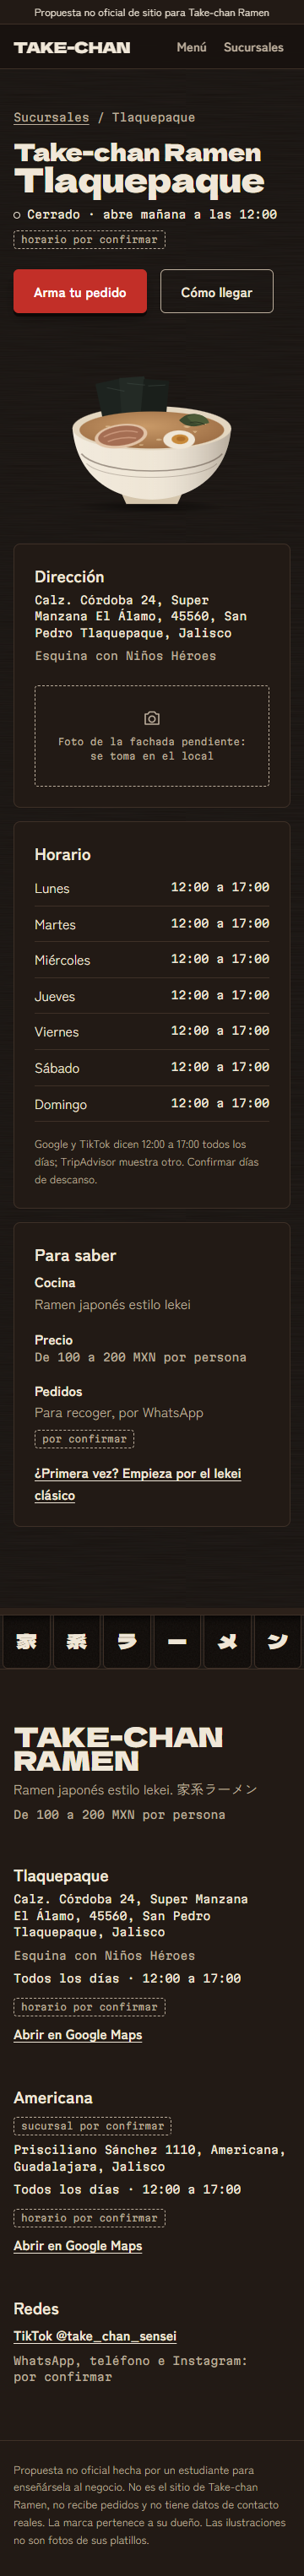 Propuesta no oficial de sitio para Take-chan Ramen
TAKE-CHAN
Menú
Sucursales
Sucursales / Tlaquepaque
Take-chan Ramen
Tlaquepaque
Cerrado · abre mañana a las 12:00
horario por confirmar
Arma tu pedido
Cómo llegar
Dirección
Calz. Córdoba 24, Super
Manzana El Álamo, 45560, San
Pedro Tlaquepaque, Jalisco
Esquina con Niños Héroes
Foto de la fachada pendiente:
se toma en el local
Horario
Lunes 12:00 a 17:00
Martes 12:00 a 17:00
Miércoles 12:00 a 17:00
Jueves 12:00 a 17:00
Viernes 12:00 a 17:00
Sábado 12:00 a 17:00
Domingo 12:00 a 17:00
Google y TikTok dicen 12:00 a 17:00 todos los
días; TripAdvisor muestra otro. Confirmar días
de descanso.
Para saber
Cocina
Ramen japonés estilo Iekei
Precio
De 100 a 200 MXN por persona
Pedidos
Para recoger, por WhatsApp
por confirmar
¿Primera vez? Empieza por el Iekei
clásico
家系ラーメン
TAKE-CHAN
RAMEN
Ramen japonés estilo Iekei. 家系ラーメン
De 100 a 200 MXN por persona
Tlaquepaque
Calz. Córdoba 24, Super Manzana
El Álamo, 45560, San Pedro
Tlaquepaque, Jalisco
Esquina con Niños Héroes
Todos los días · 12:00 a 17:00
horario por confirmar
Abrir en Google Maps
Americana
sucursal por confirmar
Prisciliano Sánchez 1110, Americana,
Guadalajara, Jalisco
Todos los días · 12:00 a 17:00
horario por confirmar
Abrir en Google Maps
Redes
TikTok @take_chan_sensei
WhatsApp, teléfono e Instagram:
por confirmar
Propuesta no oficial hecha por un estudiante para
enseñársela al negocio. No es el sitio de Take-chan
Ramen, no recibe pedidos y no tiene datos de contacto
reales. La marca pertenece a su dueño. Las ilustraciones
no son fotos de sus platillos.